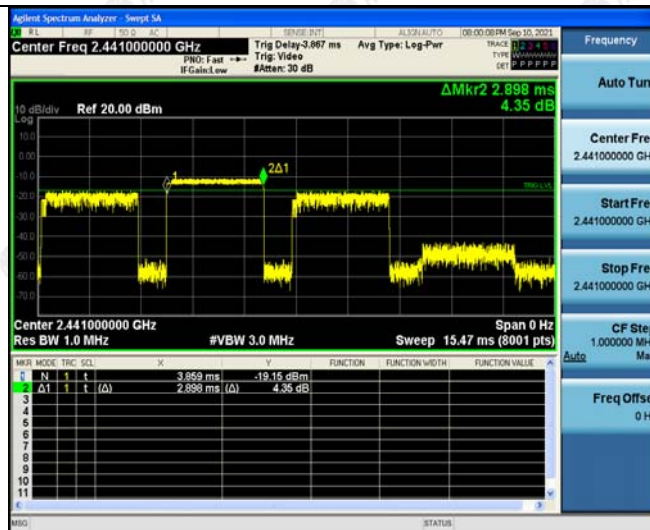 Agilent Spectrum Analyzer - Swept SA
RL RF 50 Ω AC SENSE:INT ALIGN AUTO 08:00:08 PM Sep 10, 2021
Center Freq 2.441000000 GHz
PNO: Fast
IFGain:Low
Trig Delay-3.867 ms
Trig: Video
#Atten: 30 dB
Avg Type: Log-Pwr
TRACE 1 2 3 4 5 6
TYPE
DET P P P P P P
ΔMkr2 2.898 ms
4.35 dB
10 dB/div Ref 20.00 dBm
Log
10.0
0.00
-10.0
-20.0
-30.0
-40.0
-50.0
-60.0
-70.0
1
2Δ1
TRIG LVL
Center 2.441000000 GHz Span 0 Hz
Res BW 1.0 MHz #VBW 3.0 MHz Sweep 15.47 ms (8001 pts)
MKR MODE TRC SCL X Y FUNCTION FUNCTION WIDTH FUNCTION VALUE
1 N 1 t 3.859 ms -19.15 dBm
2 Δ1 1 t (Δ) 2.898 ms (Δ) 4.35 dB
3
4
5
6
7
8
9
10
11
MSG STATUS
Frequency
Auto Tun
Center Fre
2.441000000 GH
Start Fre
2.441000000 GH
Stop Fre
2.441000000 GH
CF Ste
1.000000 MH
Auto Ma
Freq Offse
0 H